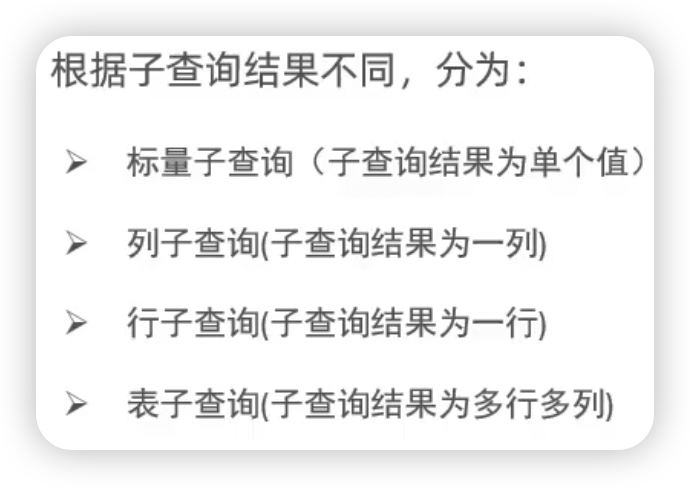 根据子查询结果不同，分为：
➢ 标量子查询（子查询结果为单个值）
➢ 列子查询(子查询结果为一列)
➢ 行子查询(子查询结果为一行)
➢ 表子查询(子查询结果为多行多列)